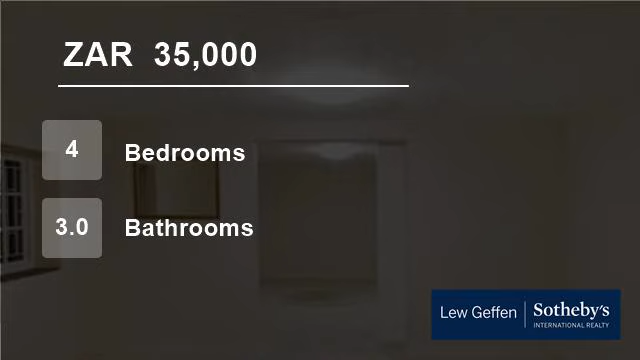 ZAR 35,000
4 Bedrooms
3.0 Bathrooms
Lew Geffen | Sotheby's
INTERNATIONAL REALTY